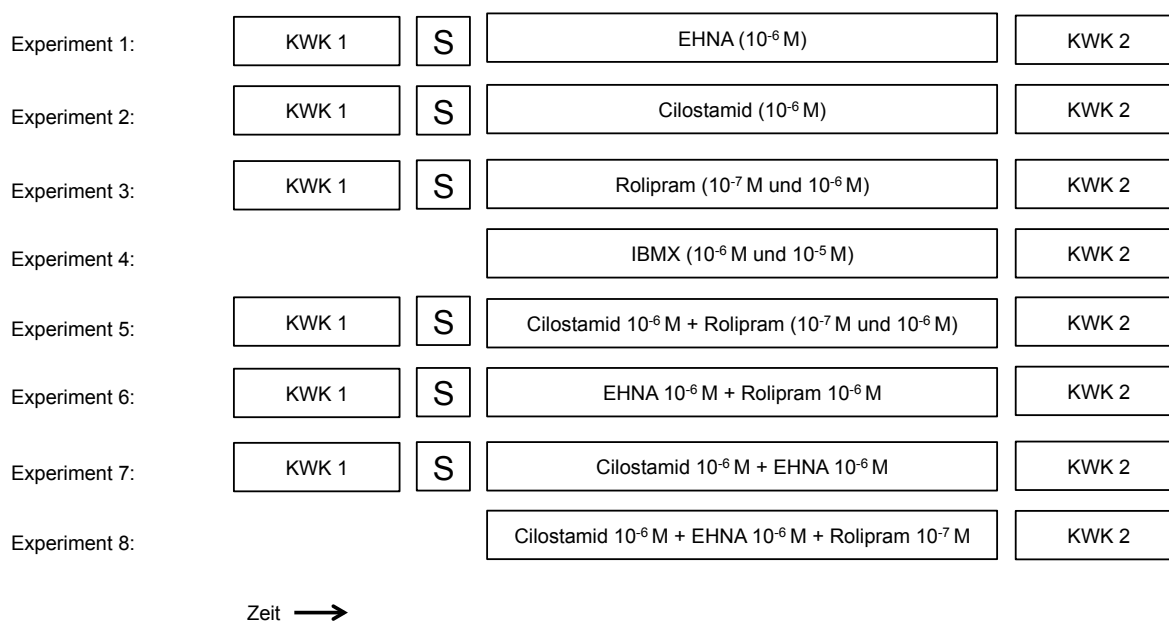 Experiment 1: KWK 1 S EHNA (10⁻⁶ M) KWK 2
Experiment 2: KWK 1 S Cilostamid (10⁻⁶ M) KWK 2
Experiment 3: KWK 1 S Rolipram (10⁻⁷ M und 10⁻⁶ M) KWK 2
Experiment 4: IBMX (10⁻⁶ M und 10⁻⁵ M) KWK 2
Experiment 5: KWK 1 S Cilostamid 10⁻⁶ M + Rolipram (10⁻⁷ M und 10⁻⁶ M) KWK 2
Experiment 6: KWK 1 S EHNA 10⁻⁶ M + Rolipram 10⁻⁶ M KWK 2
Experiment 7: KWK 1 S Cilostamid 10⁻⁶ M + EHNA 10⁻⁶ M KWK 2
Experiment 8: Cilostamid 10⁻⁶ M + EHNA 10⁻⁶ M + Rolipram 10⁻⁷ M KWK 2
Zeit